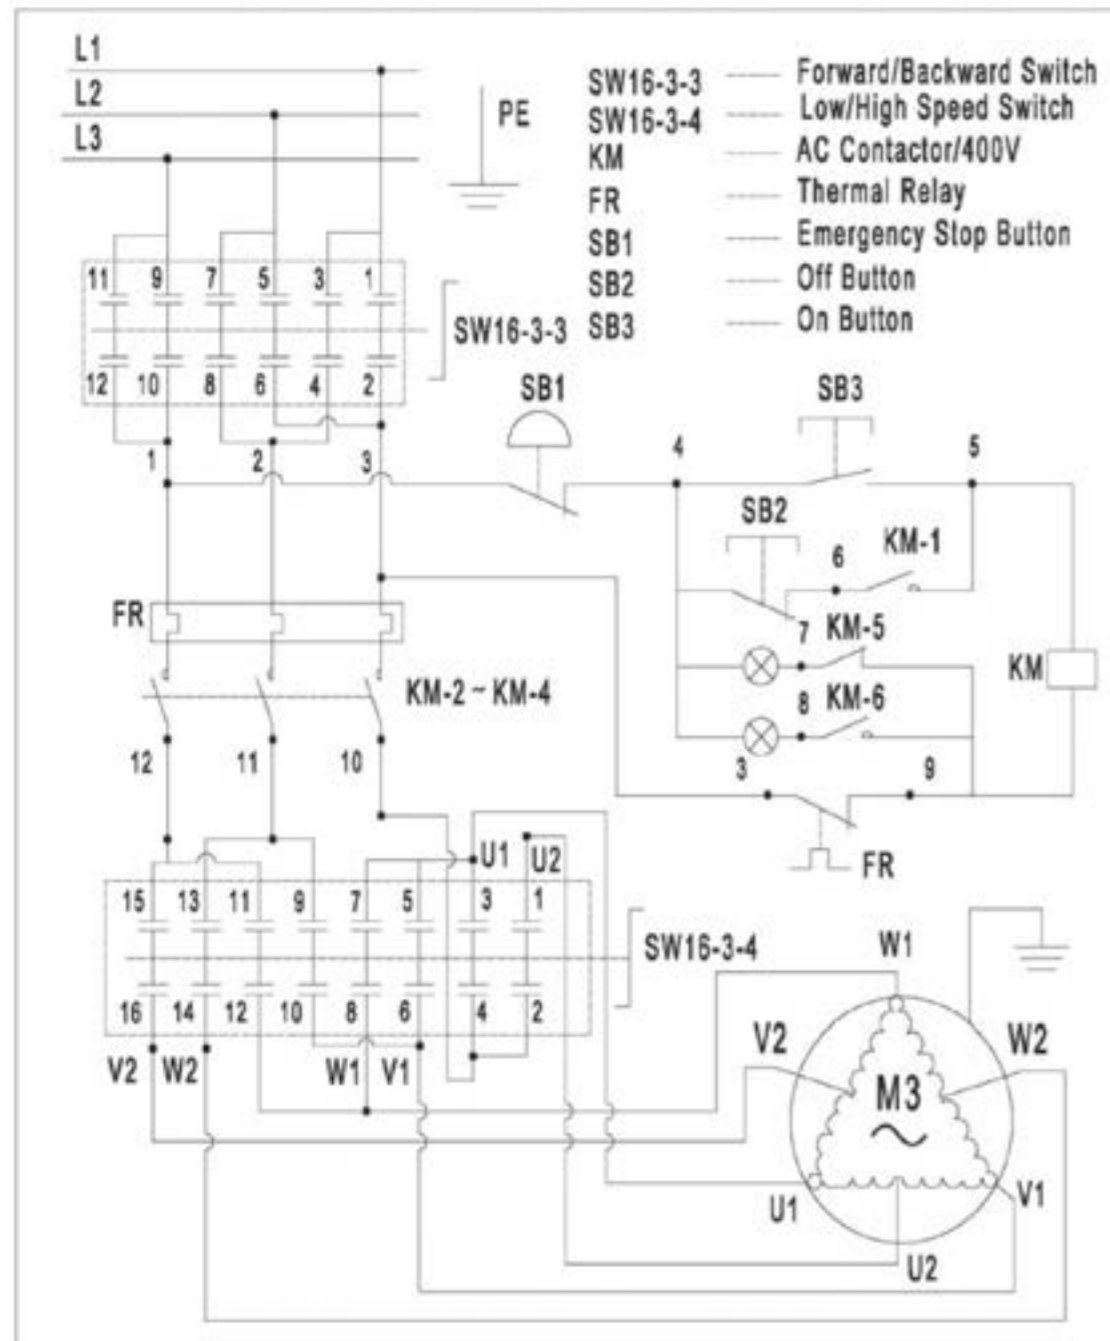 L1
L2
L3
PE
SW16-3-3 Forward/Backward Switch
SW16-3-4 Low/High Speed Switch
KM AC Contactor/400V
FR Thermal Relay
SB1 Emergency Stop Button
SB2 Off Button
SB3 On Button
11 9 7 5 3 1
SW16-3-3
12 10 8 6 4 2
SB1 SB3
1 2 3 4 5
SB2
6 KM-1
FR
7 KM-5
KM
KM-2 ~ KM-4
8 KM-6
12 11 10
3 9
FR
U1 U2
15 13 11 9 7 5 3 1
SW16-3-4
W1
16 14 12 10 8 6 4 2
V2 W2 W1 V1
V2 W2
M3
U1 V1
U2